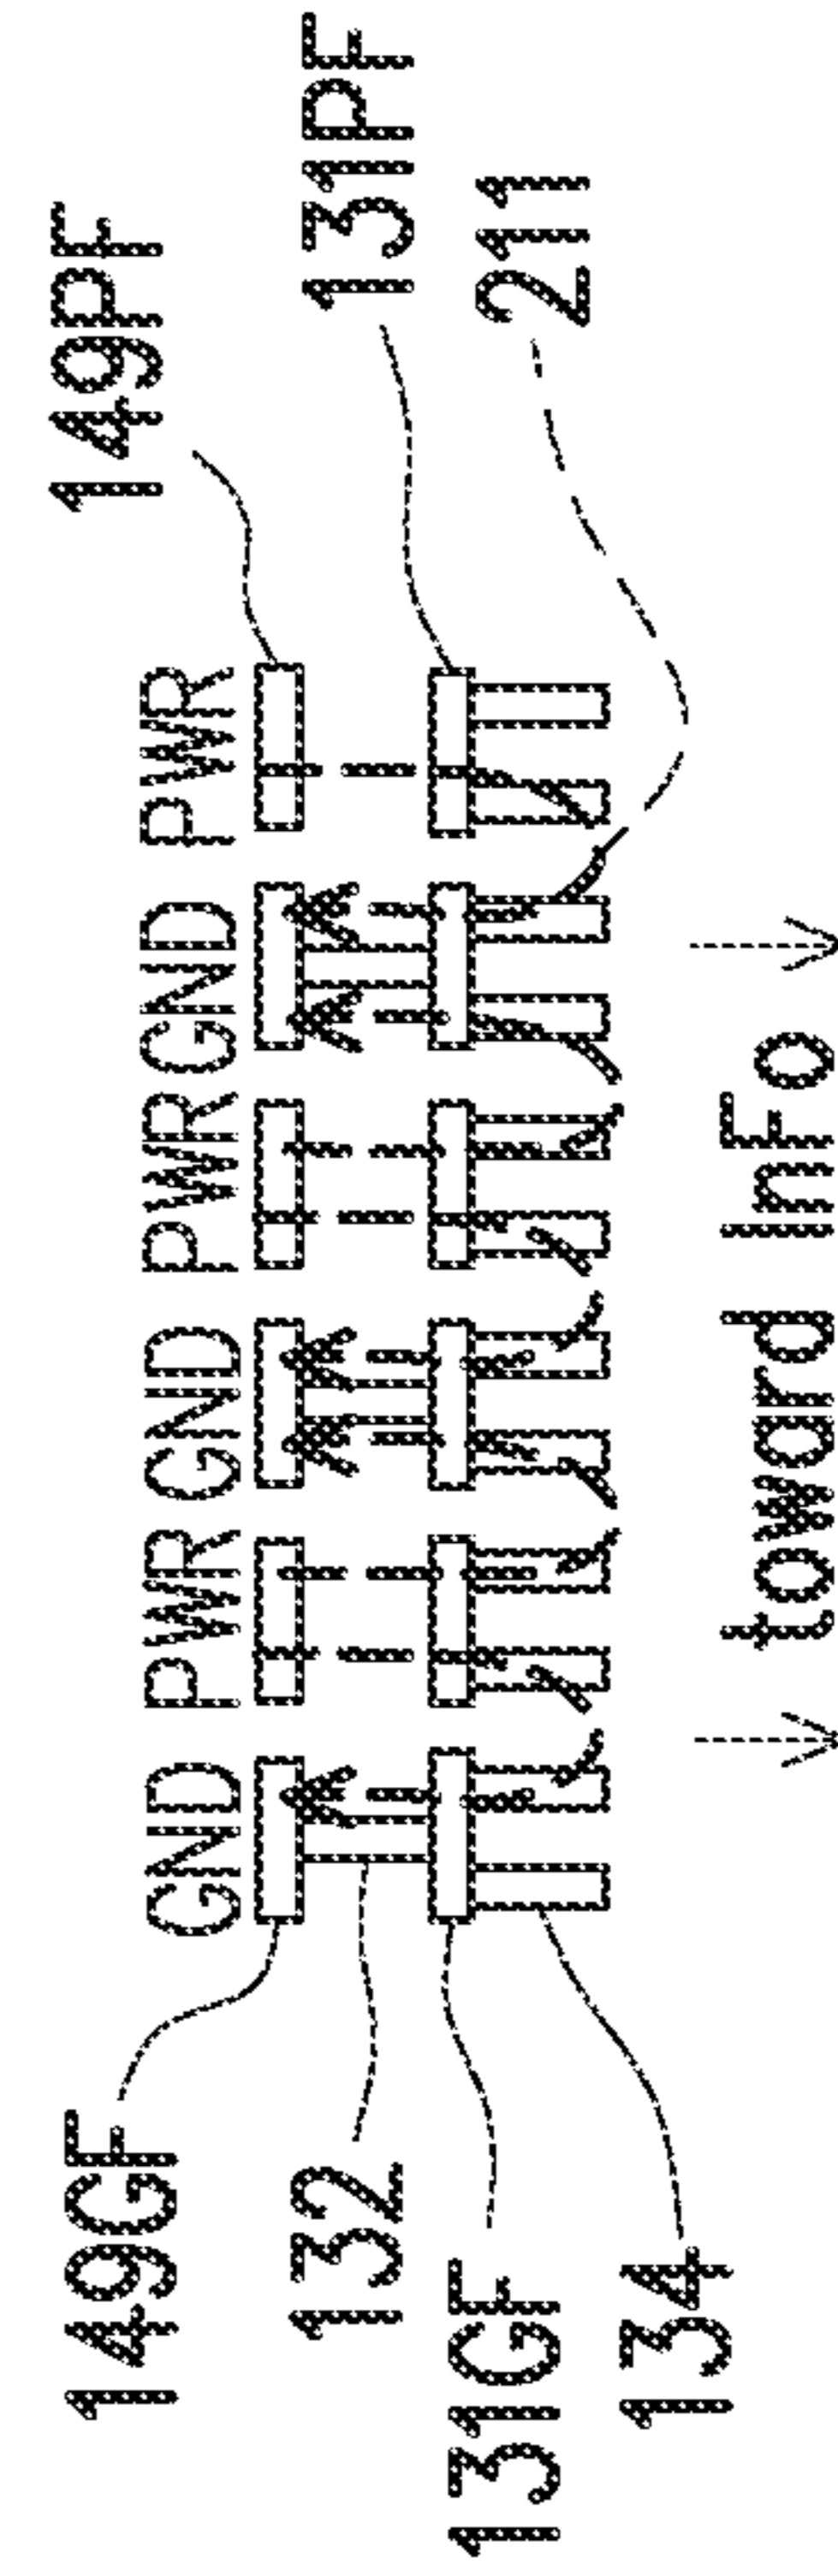 149GF
132
131GF
134
GND PWR GND PWR GND PWR
149PF
131PF
211
toward InFo